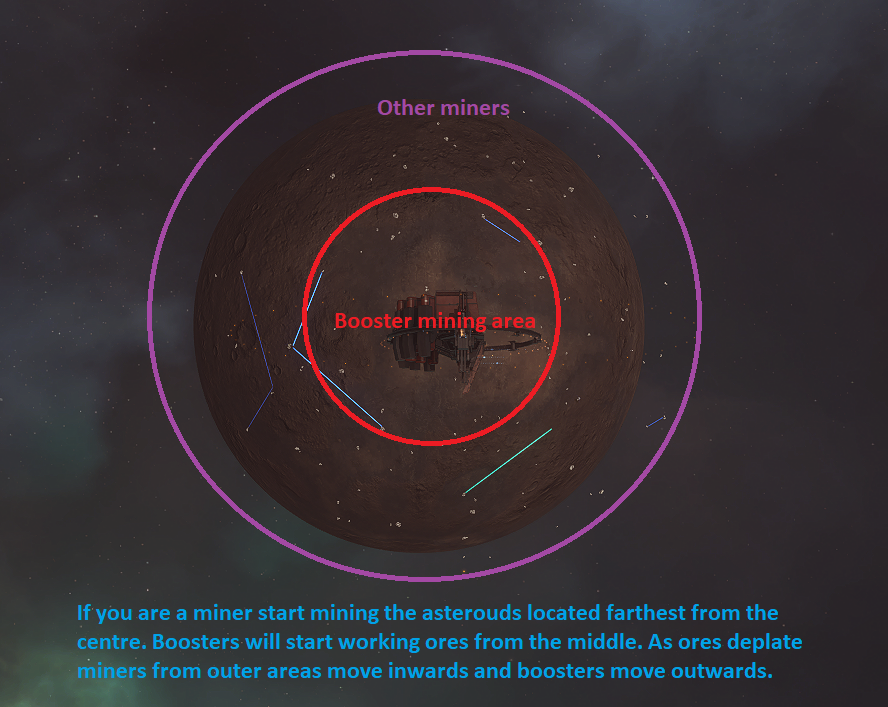 Other miners
Booster mining area
If you are a miner start mining the asterouds located farthest from the
centre. Boosters will start working ores from the middle. As ores deplate
miners from outer areas move inwards and boosters move outwards.